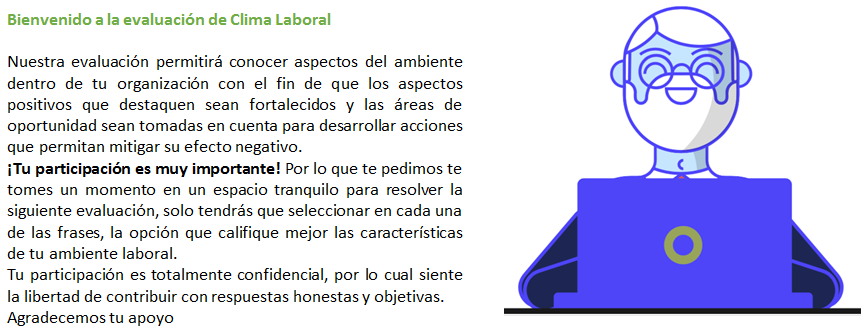 Bienvenido a la evaluación de Clima Laboral
Nuestra evaluación permitirá conocer aspectos del ambiente
dentro de tu organización con el fin de que los aspectos
positivos que destaquen sean fortalecidos y las áreas de
oportunidad sean tomadas en cuenta para desarrollar acciones
que permitan mitigar su efecto negativo.
¡Tu participación es muy importante! Por lo que te pedimos te
tomes un momento en un espacio tranquilo para resolver la
siguiente evaluación, solo tendrás que seleccionar en cada una
de las frases, la opción que califique mejor las características
de tu ambiente laboral.
Tu participación es totalmente confidencial, por lo cual siente
la libertad de contribuir con respuestas honestas y objetivas.
Agradecemos tu apoyo